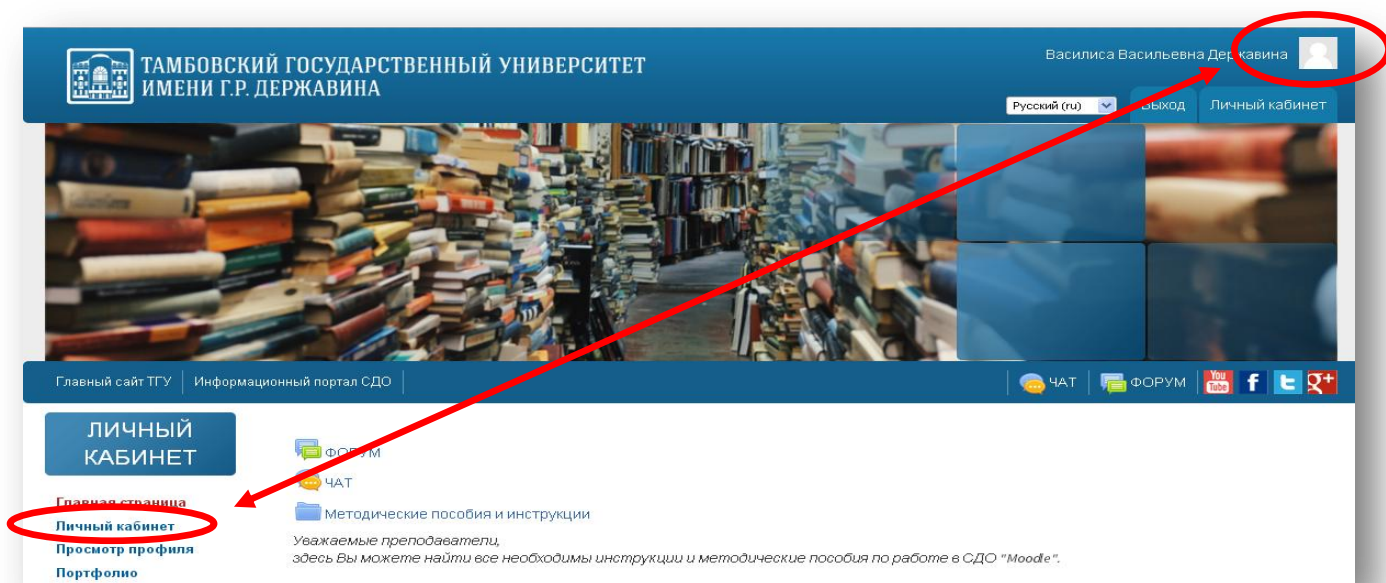 ТАМБОВСКИЙ ГОСУДАРСТВЕННЫЙ УНИВЕРСИТЕТ
ИМЕНИ Г.Р. ДЕРЖАВИНА
Василиса Васильевна Державина
Русский (ru)
Выход
Личный кабинет
Главный сайт ТГУ
Информационный портал СДО
ЧАТ
ФОРУМ
You Tube
ЛИЧНЫЙ
КАБИНЕТ
Главная страница
Личный кабинет
Просмотр профиля
Портфолио
ФОРУМ
ЧАТ
Методические пособия и инструкции
Уважаемые преподаватели,
здесь Вы можете найти все необходимы инструкции и методические пособия по работе в СДО "Moodle".